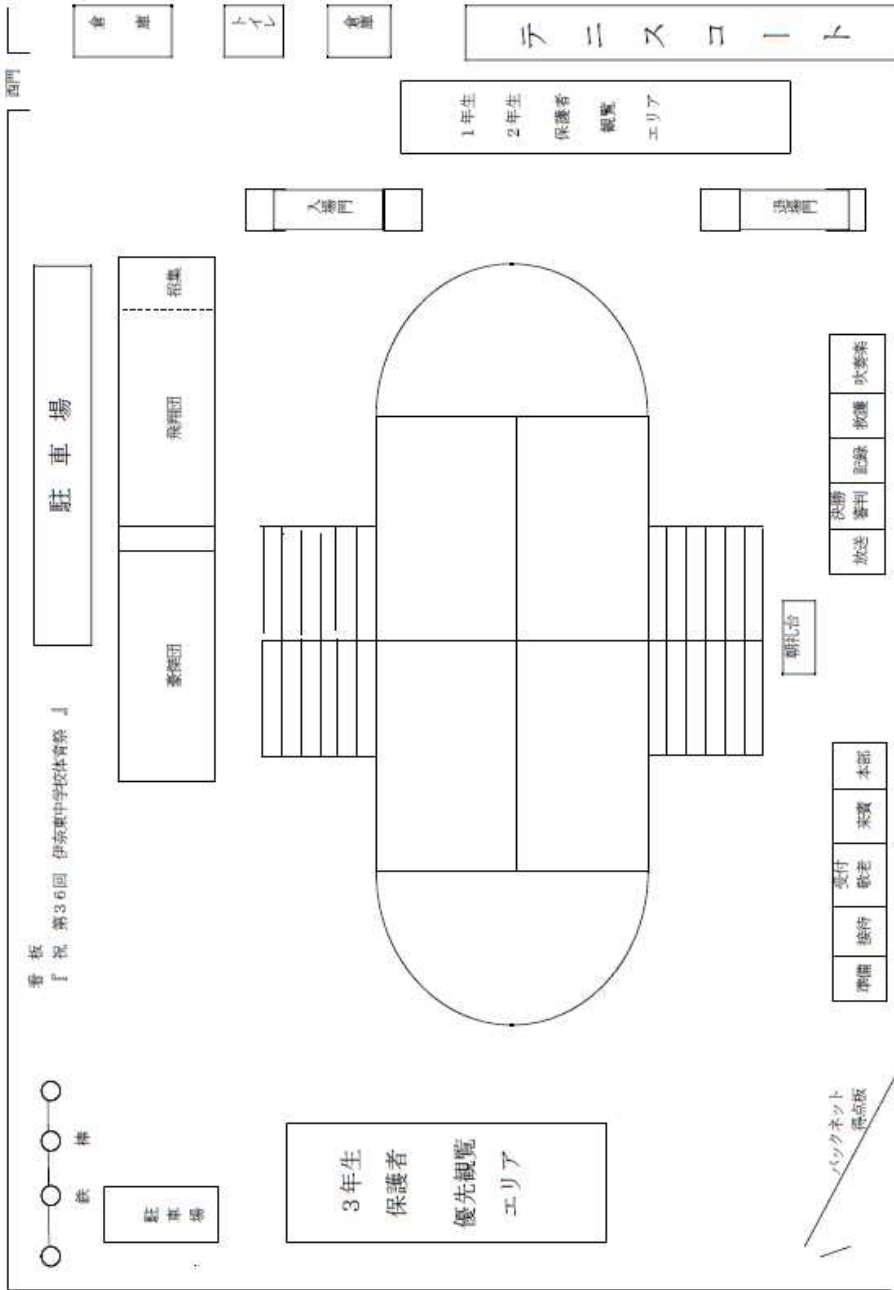 西門
倉庫
トイレ
倉庫
テニスコート
1年生
2年生
保護者
観覧
エリア
入場門
退場門
駐車場
招集
飛翔団
豪傑団
看板
『祝 第36回 伊奈東中学校体育祭 』
吹奏楽
救護
記録
決勝
審判
放送
朝礼台
本部
来賓
受付
敬老
接待
準備
鉄棒
駐車場
3年生
保護者
優先観覧
エリア
バックネット
得点板